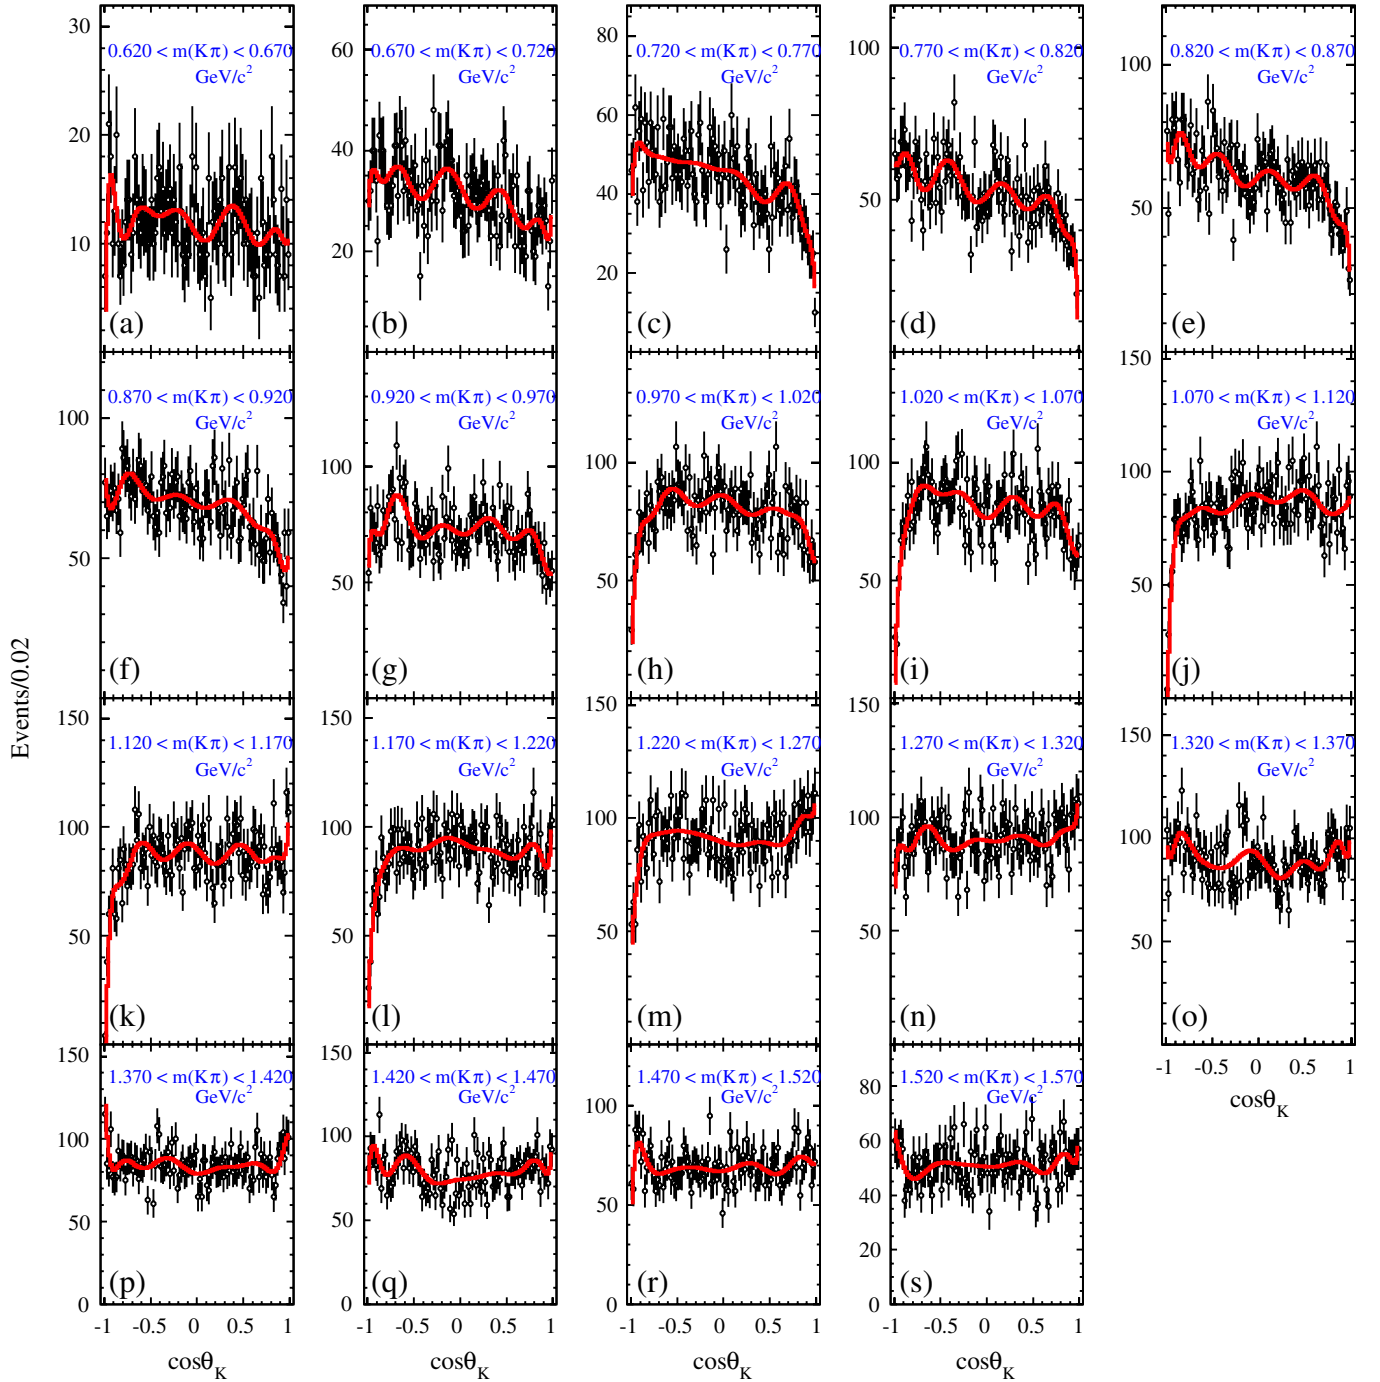 0.620 < m(Kπ) < 0.670
GeV/c²
30
20
10
(a)
0.670 < m(Kπ) < 0.720
GeV/c²
60
40
20
(b)
0.720 < m(Kπ) < 0.770
GeV/c²
80
60
40
20
(c)
0.770 < m(Kπ) < 0.820
GeV/c²
100
50
(d)
0.820 < m(Kπ) < 0.870
GeV/c²
100
50
(e)
0.870 < m(Kπ) < 0.920
GeV/c²
100
50
(f)
0.920 < m(Kπ) < 0.970
GeV/c²
100
50
(g)
0.970 < m(Kπ) < 1.020
GeV/c²
100
50
(h)
1.020 < m(Kπ) < 1.070
GeV/c²
100
50
(i)
1.070 < m(Kπ) < 1.120
GeV/c²
150
100
50
(j)
Events/0.02
1.120 < m(Kπ) < 1.170
GeV/c²
150
100
50
(k)
1.170 < m(Kπ) < 1.220
GeV/c²
150
100
50
(l)
1.220 < m(Kπ) < 1.270
GeV/c²
150
100
50
(m)
1.270 < m(Kπ) < 1.320
GeV/c²
150
100
50
(n)
1.320 < m(Kπ) < 1.370
GeV/c²
150
100
50
(o)
-1 -0.5 0 0.5 1
cosθ_K
1.370 < m(Kπ) < 1.420
GeV/c²
150
100
50
0
(p)
-1 -0.5 0 0.5 1
cosθ_K
1.420 < m(Kπ) < 1.470
GeV/c²
150
100
50
0
(q)
-1 -0.5 0 0.5 1
cosθ_K
1.470 < m(Kπ) < 1.520
GeV/c²
100
50
0
(r)
-1 -0.5 0 0.5 1
cosθ_K
1.520 < m(Kπ) < 1.570
GeV/c²
80
60
40
20
0
(s)
-1 -0.5 0 0.5 1
cosθ_K